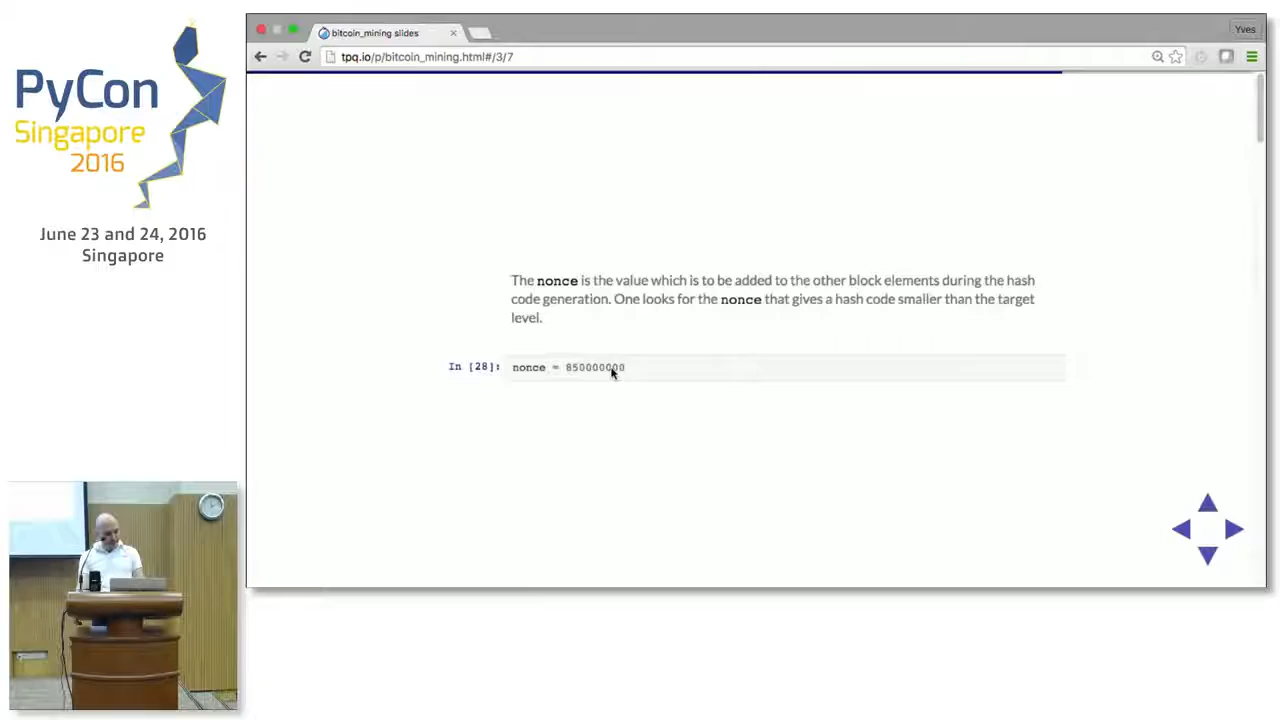 PyCon
Singapore
2016
June 23 and 24, 2016
Singapore
bitcoin_mining slides
Yves
tpq.io/p/bitcoin_mining.html#/3/7
The nonce is the value which is to be added to the other block elements during the hash
code generation. One looks for the nonce that gives a hash code smaller than the target
level.
In [28]: nonce = 850000000